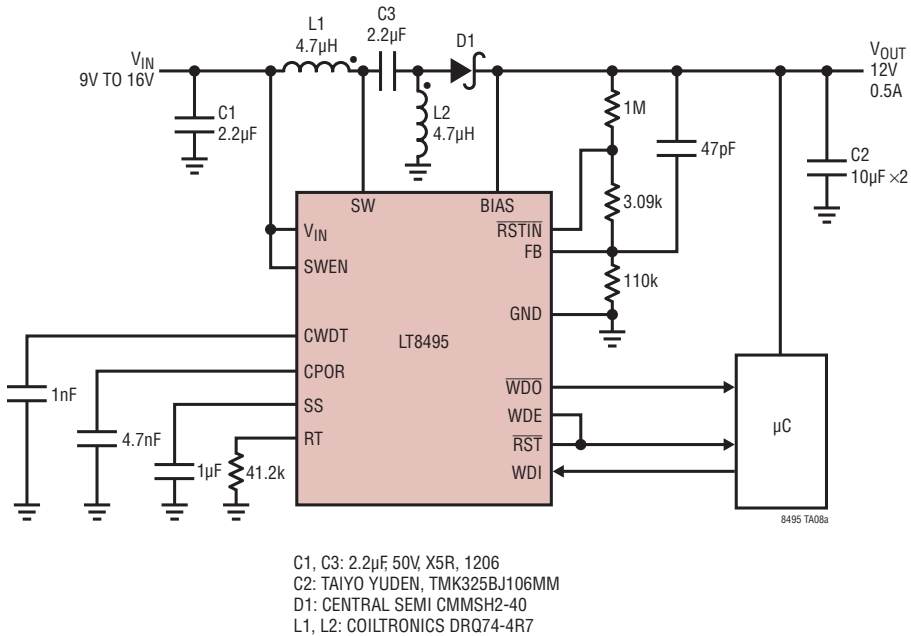 VIN
9V TO 16V
L1
4.7µH
C3
2.2µF
D1
VOUT
12V
0.5A
C1
2.2µF
L2
4.7µH
1M
47pF
C2
10µF ×2
3.09k
110k
SW
BIAS
VIN
SWEN
CWDT
CPOR
SS
RT
LT8495
RSTIN
FB
GND
WDO
WDE
RST
WDI
µC
1nF
4.7nF
1µF
41.2k
8495 TA08a
C1, C3: 2.2µF, 50V, X5R, 1206
C2: TAIYO YUDEN, TMK325BJ106MM
D1: CENTRAL SEMI CMMSH2-40
L1, L2: COILTRONICS DRQ74-4R7